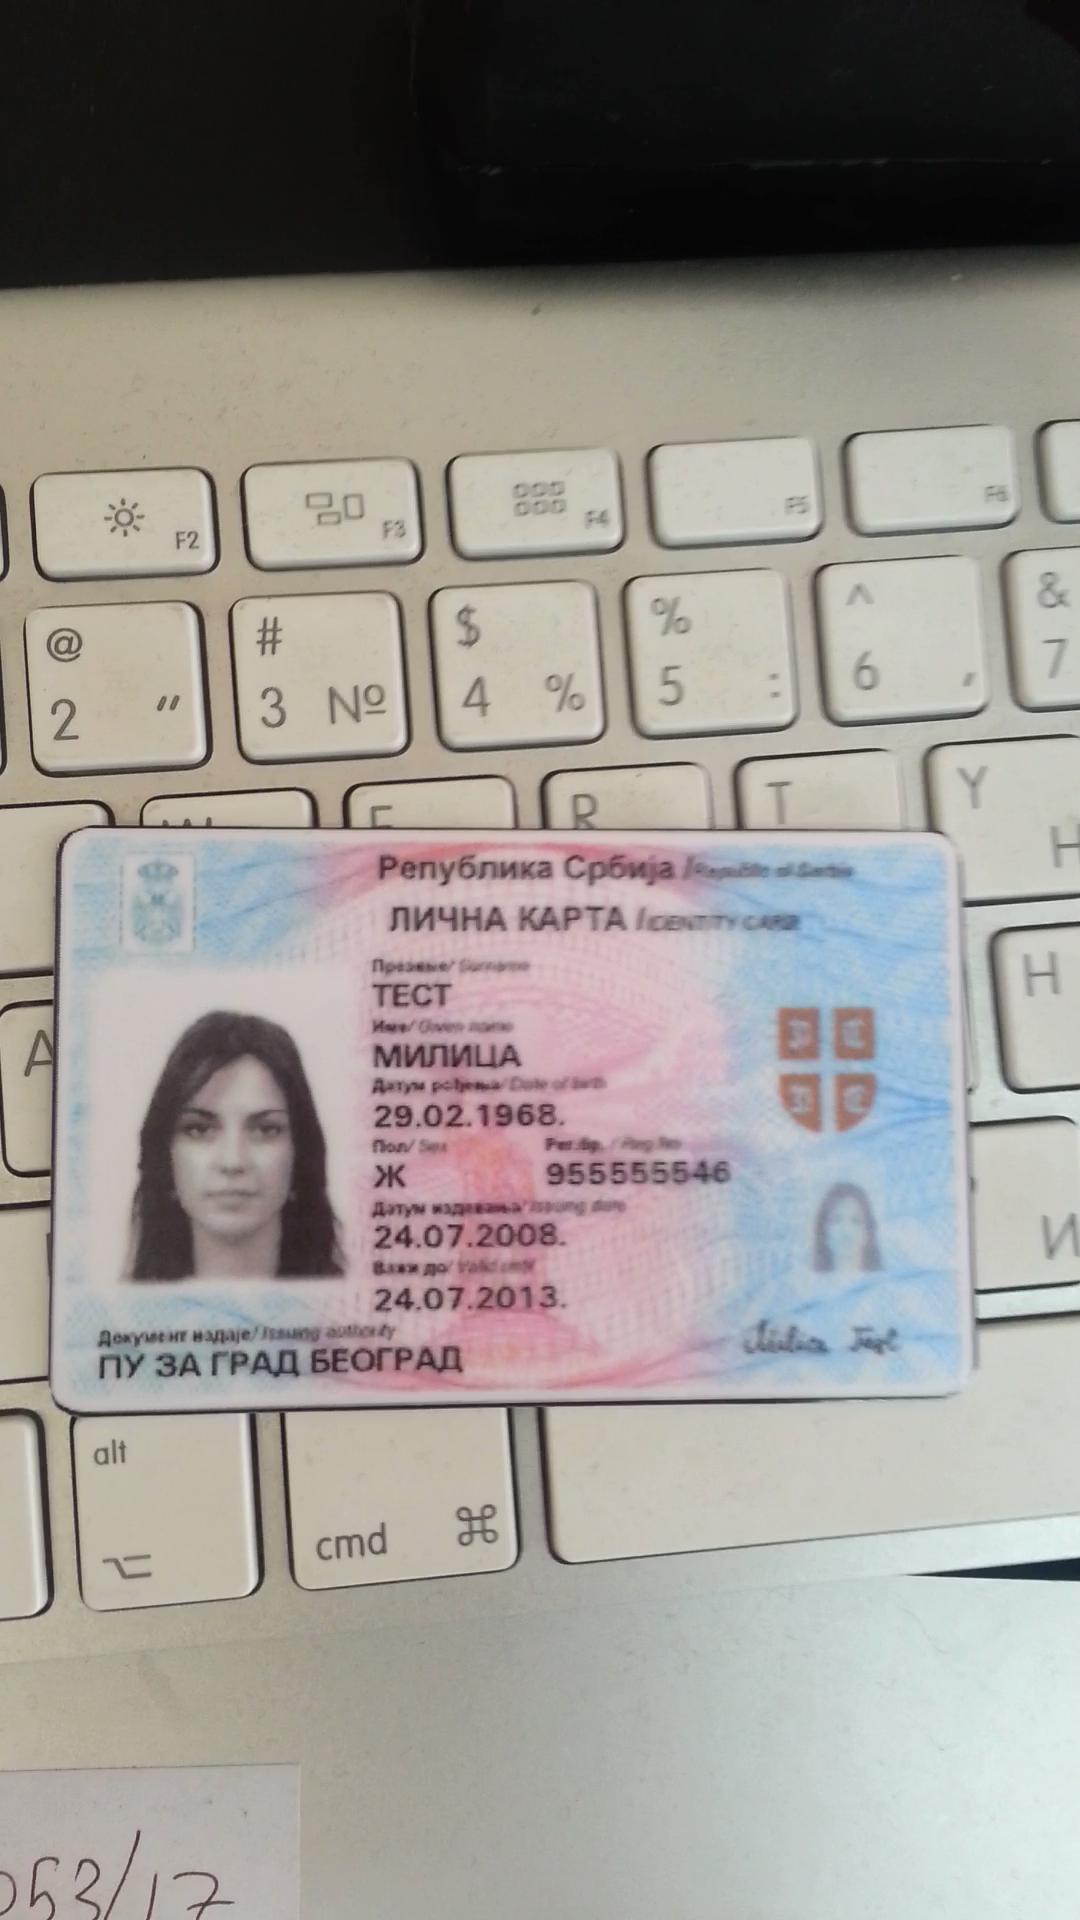 F2
F3
F4
F5
F6
@
2 "
#
3 №
$
4 %
%
5 :
^
6 ,
&
7
R
T
Y
Н
A
H
И
Република Србија /Republic of Serbia
ЛИЧНА КАРТА /IDENTITY CARD
Презиме/ Surname
ТЕСТ
Име/ Given name
МИЛИЦА
Датум рођења/ Date of birth
29.02.1968.
Пол/ Sex Рег.бр. / Reg.No
Ж 955555546
Датум издавања/ Issuing date
24.07.2008.
Важи до/ Valid until
24.07.2013.
Документ издаје/ Issuing authority
ПУ ЗА ГРАД БЕОГРАД
Milica Test
alt
cmd ⌘
053/17